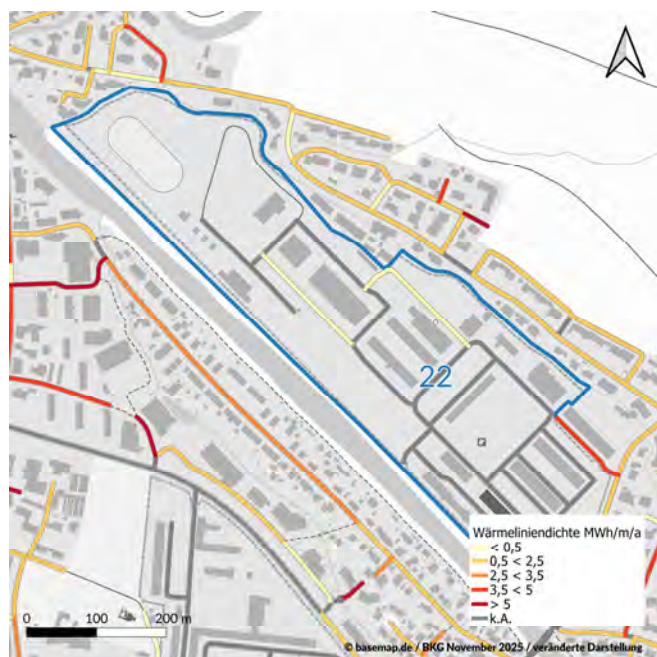 22
Wärmeliniendichte MWh/m/a
< 0,5
0,5 < 2,5
2,5 < 3,5
3,5 < 5
> 5
k.A.
0 100 200 m
© basemap.de / BKG November 2025 / veränderte Darstellung